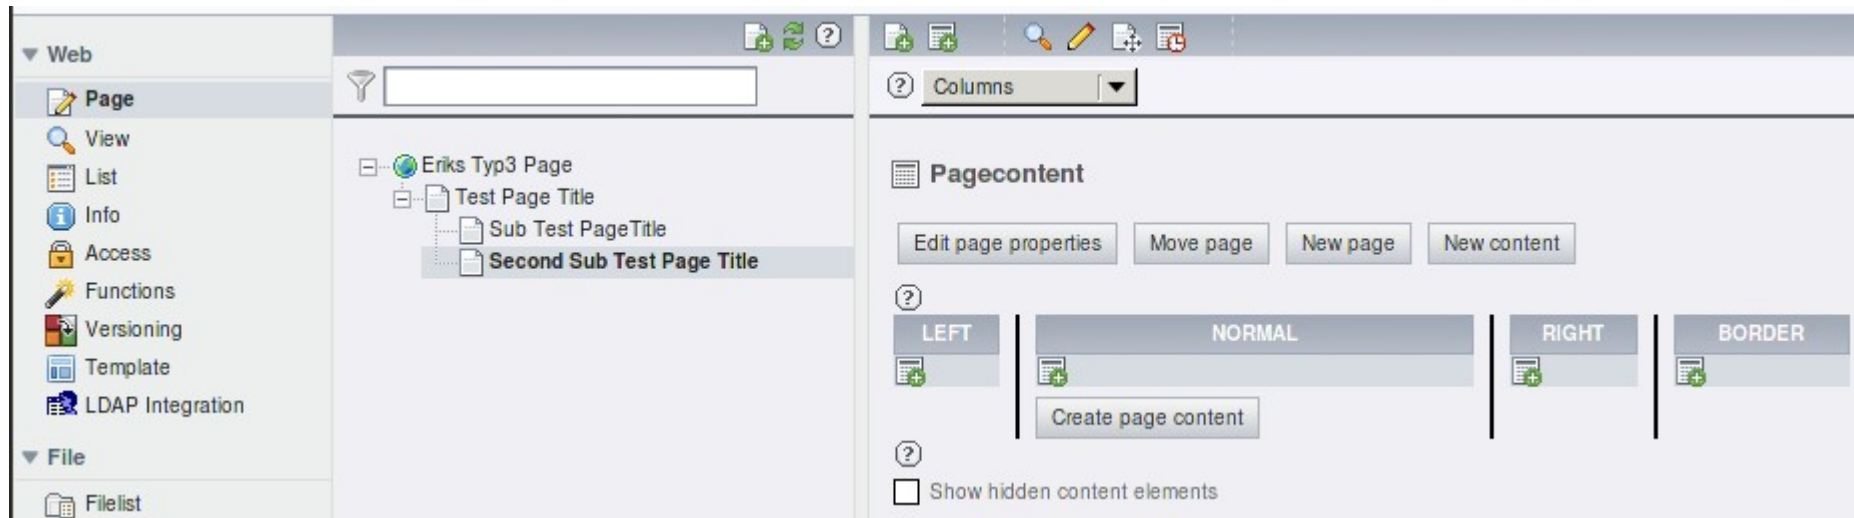 Web
Page
View
List
Info
Access
Functions
Versioning
Template
LDAP Integration
File
Filelist
Eriks Typ3 Page
Test Page Title
Sub Test PageTitle
Second Sub Test Page Title
Columns
Pagecontent
Edit page properties Move page New page New content
LEFT NORMAL RIGHT BORDER
Create page content
Show hidden content elements